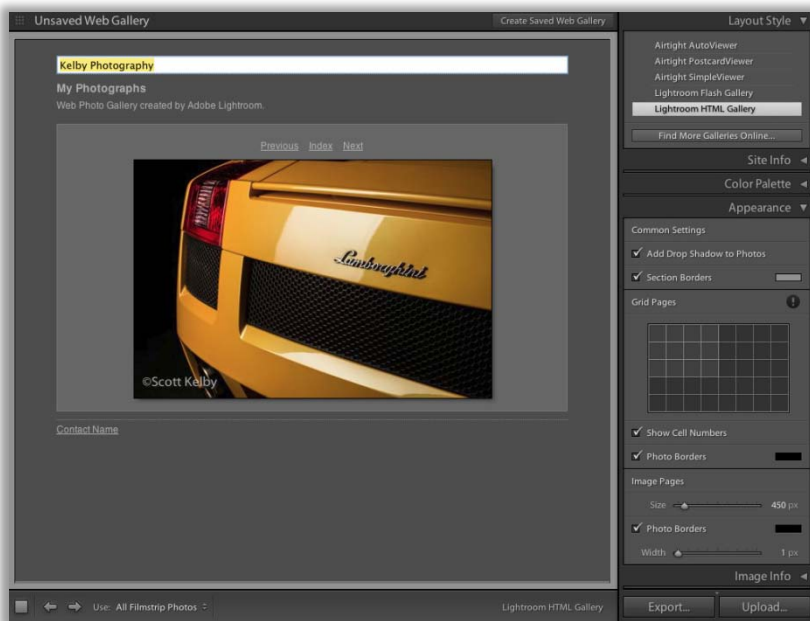 Unsaved Web Gallery
Create Saved Web Gallery
Kelby Photography
My Photographs
Web Photo Gallery created by Adobe Lightroom.
Previous Index Next
Lamborghini
©Scott Kelby
Contact Name
Use: All Filmstrip Photos
Lightroom HTML Gallery
Layout Style
Airtight AutoViewer
Airtight PostcardViewer
Airtight SimpleViewer
Lightroom Flash Gallery
Lightroom HTML Gallery
Find More Galleries Online...
Site Info
Color Palette
Appearance
Common Settings
Add Drop Shadow to Photos
Section Borders
Grid Pages
Show Cell Numbers
Photo Borders
Image Pages
Size 450 px
Photo Borders
Width 1 px
Image Info
Export... Upload...